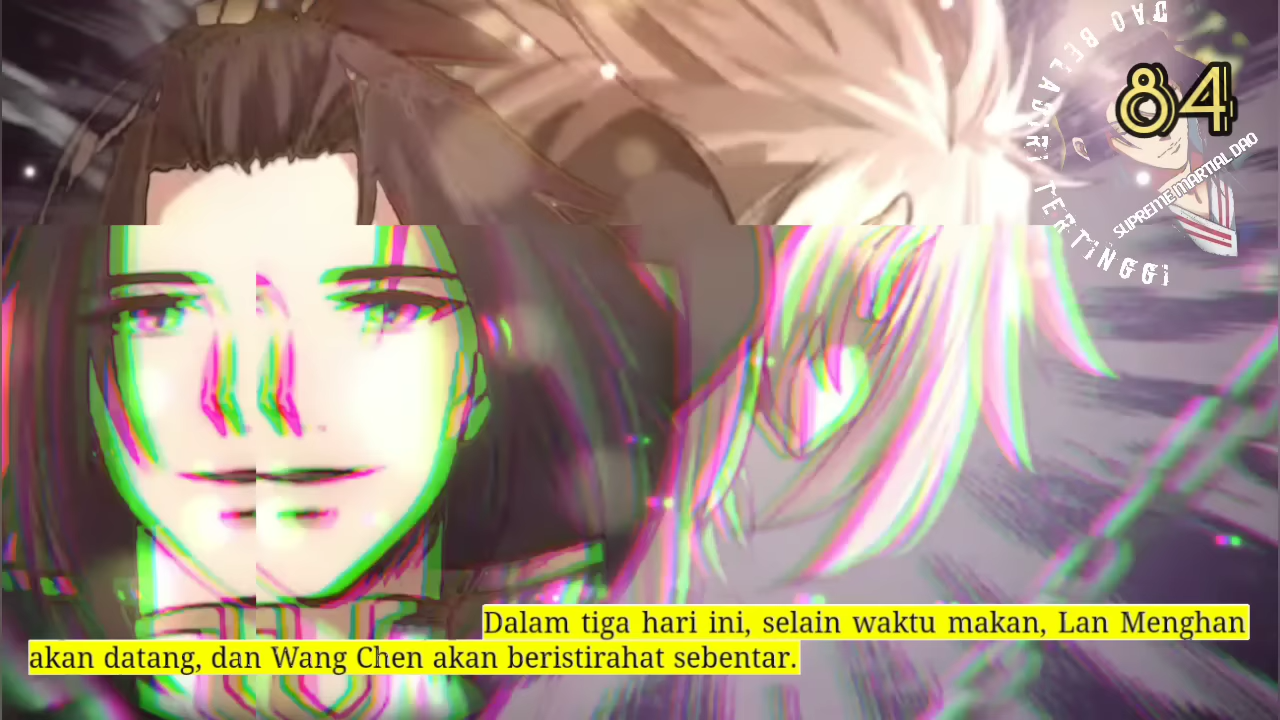 DAO BELADIRI TERTINGGI
84
SUPREME MARTIAL DAO
Dalam tiga hari ini, selain waktu makan, Lan Menghan
akan datang, dan Wang Chen akan beristirahat sebentar.